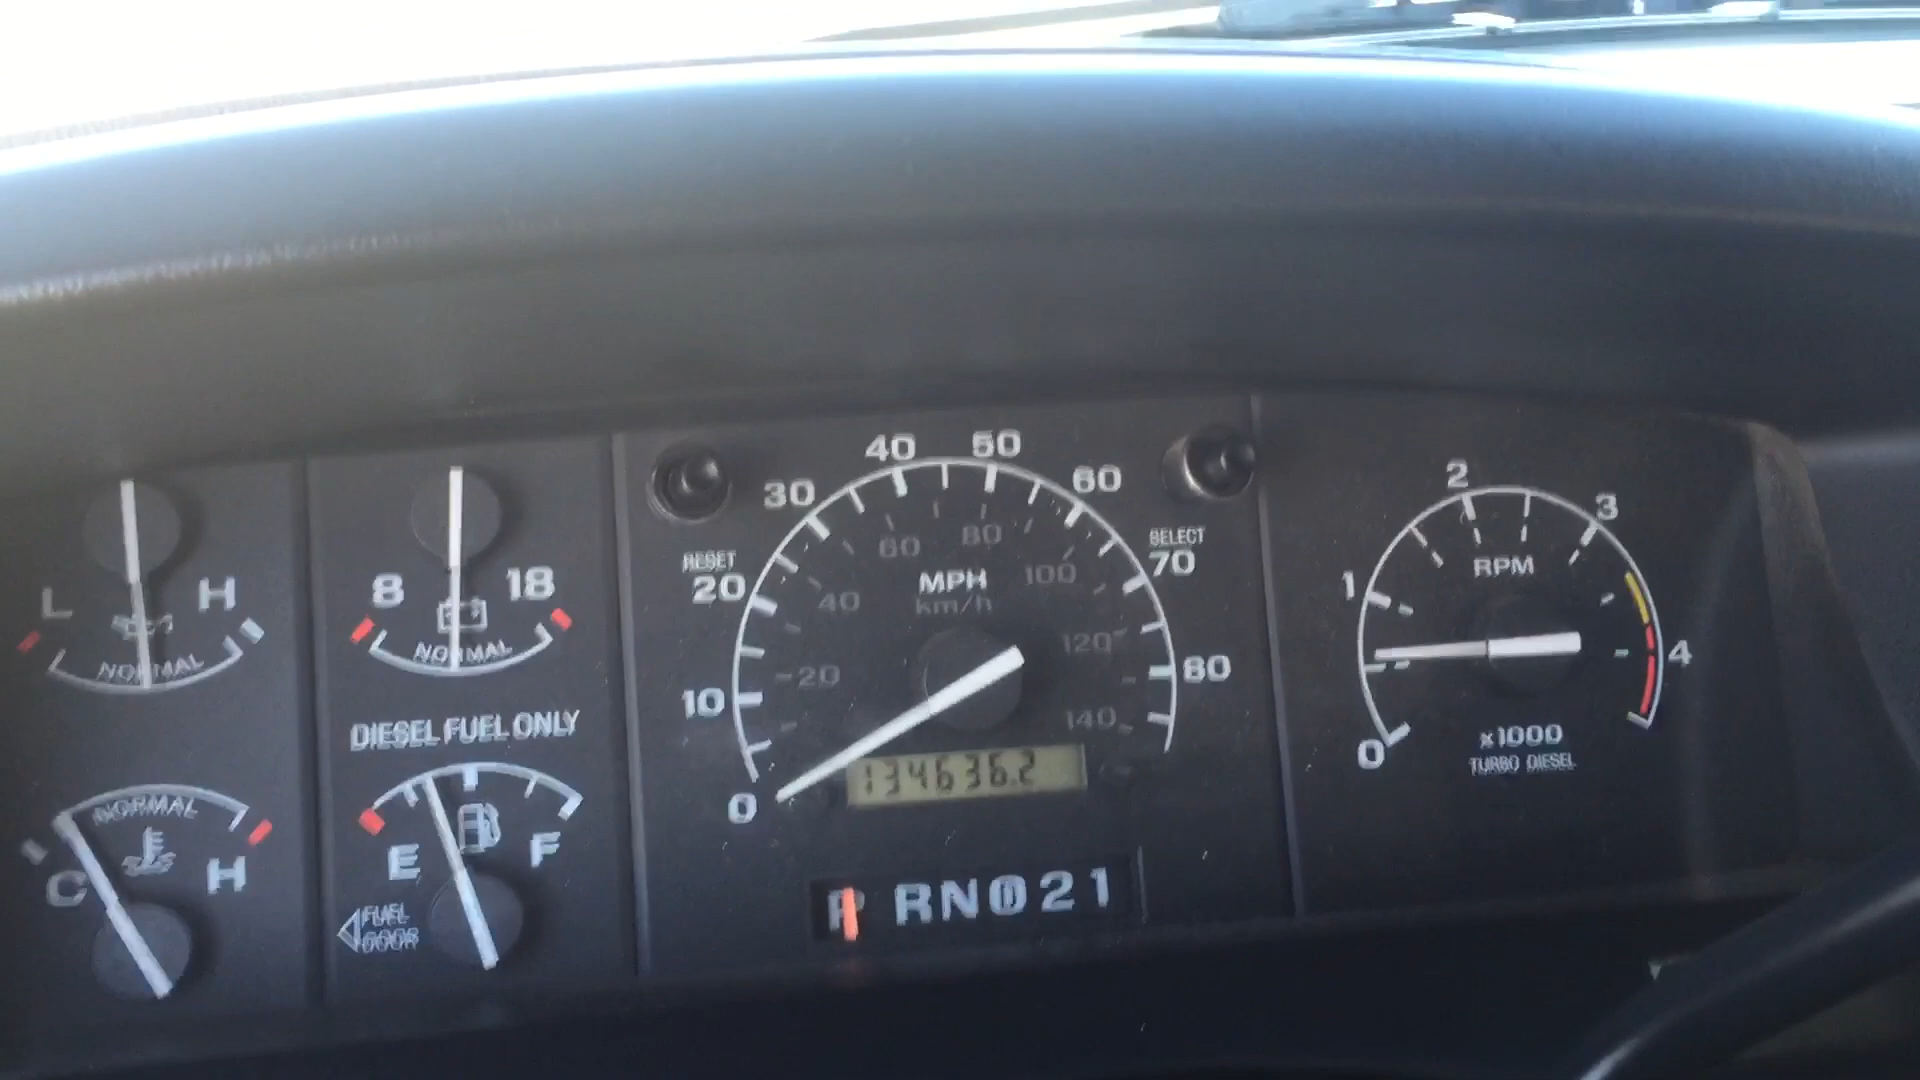 L H
NORMAL
8 18
NORMAL
DIESEL FUEL ONLY
NORMAL
C H
E F
FUEL
DOOR
RESET
SELECT
0 10 20 30 40 50 60 70 80
MPH
km/h
20 40 60 80 100 120 140
134636.2
P RND21
0 1 2 3 4
RPM
x1000
TURBO DIESEL